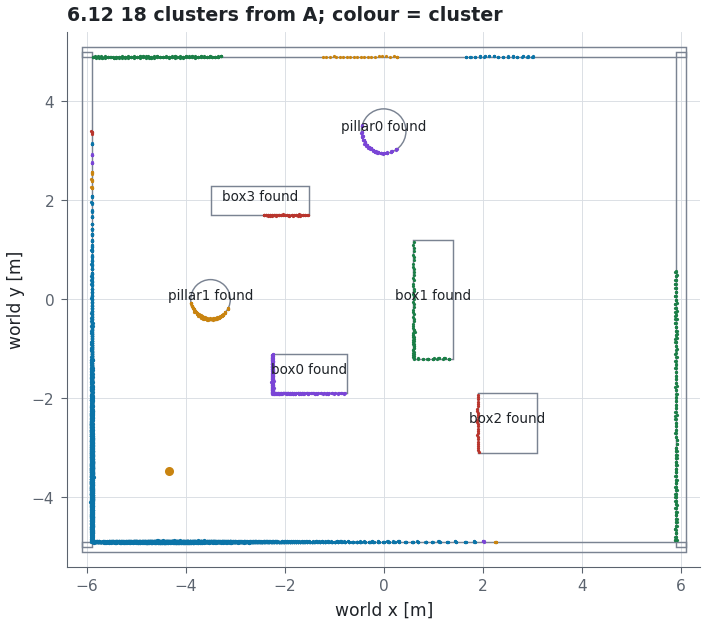 6.12 18 clusters from A; colour = cluster
4
pillar0 found
box3 found
2
pillar1 found
box1 found
0
box0 found
−2
box2 found
−4
−6 −4 −2 0 2 4 6
world x [m]
world y [m]